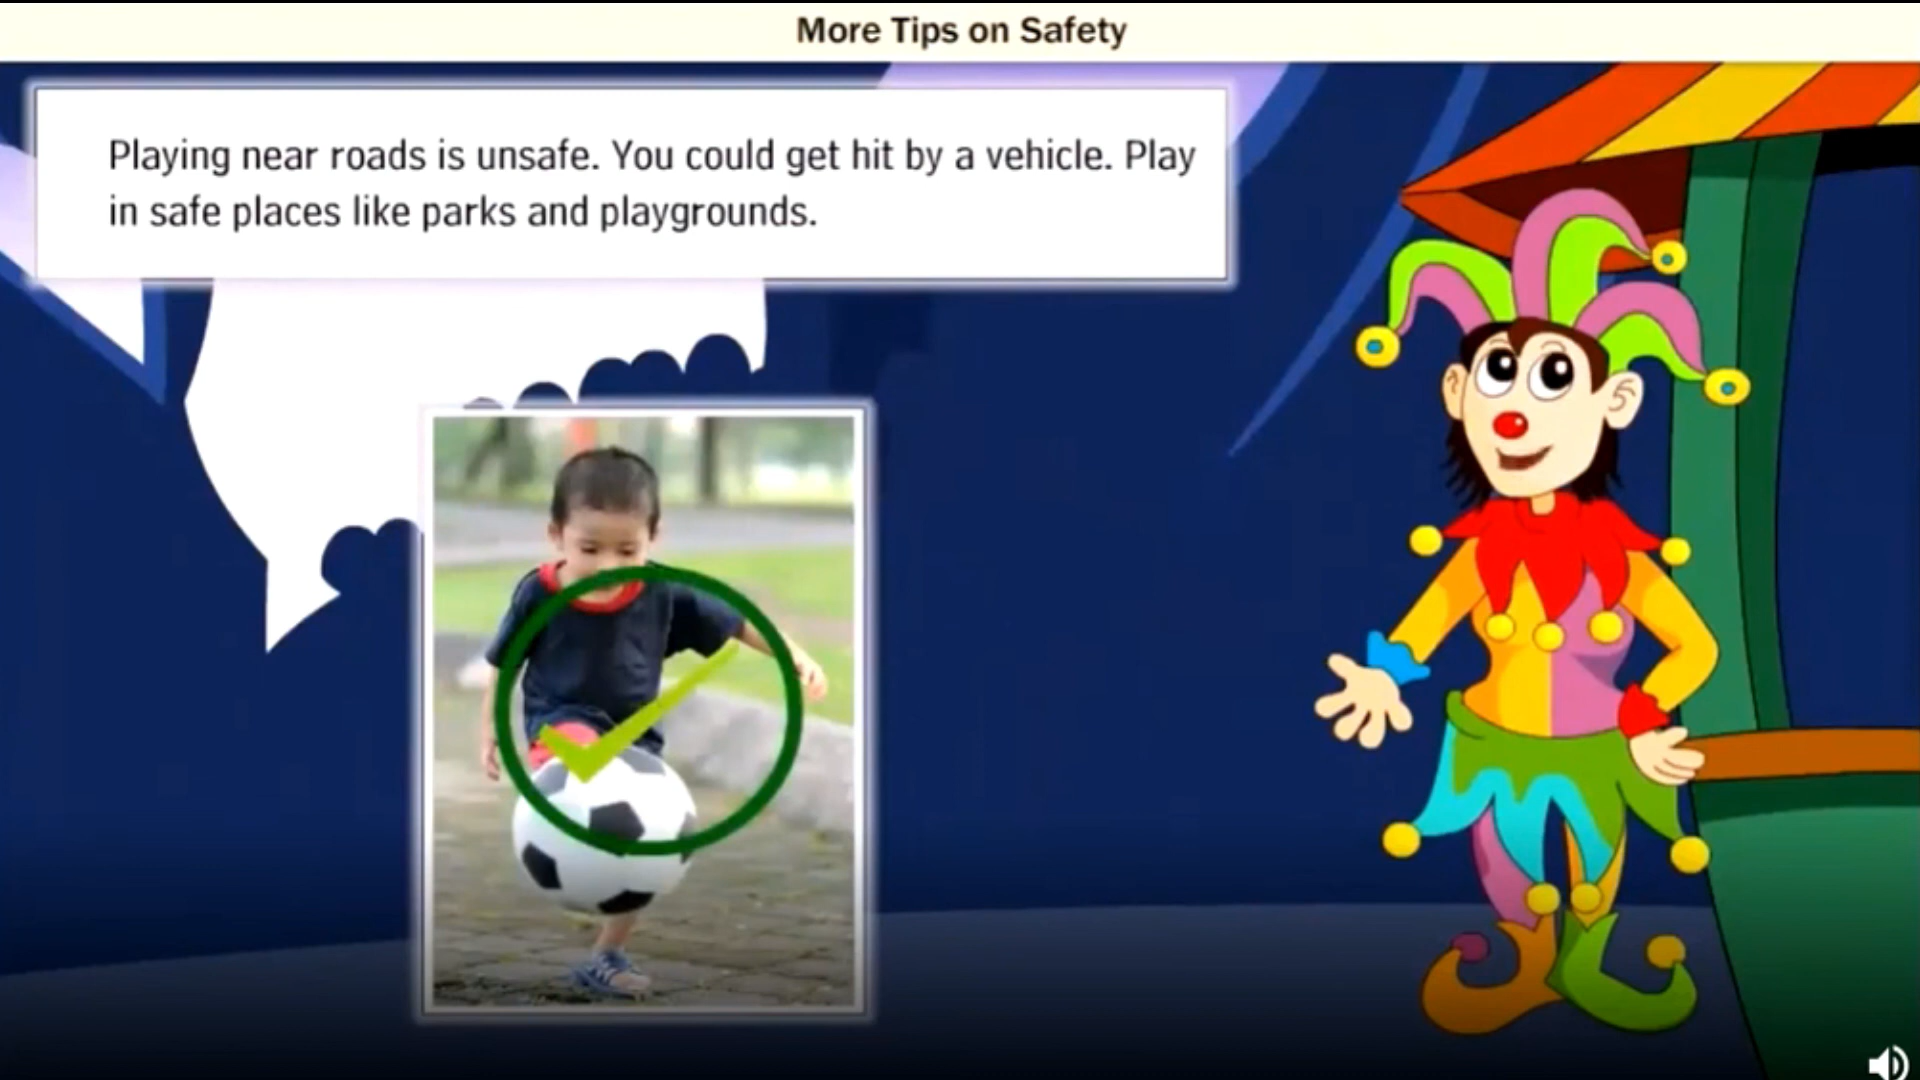 More Tips on Safety
Playing near roads is unsafe. You could get hit by a vehicle. Play
in safe places like parks and playgrounds.